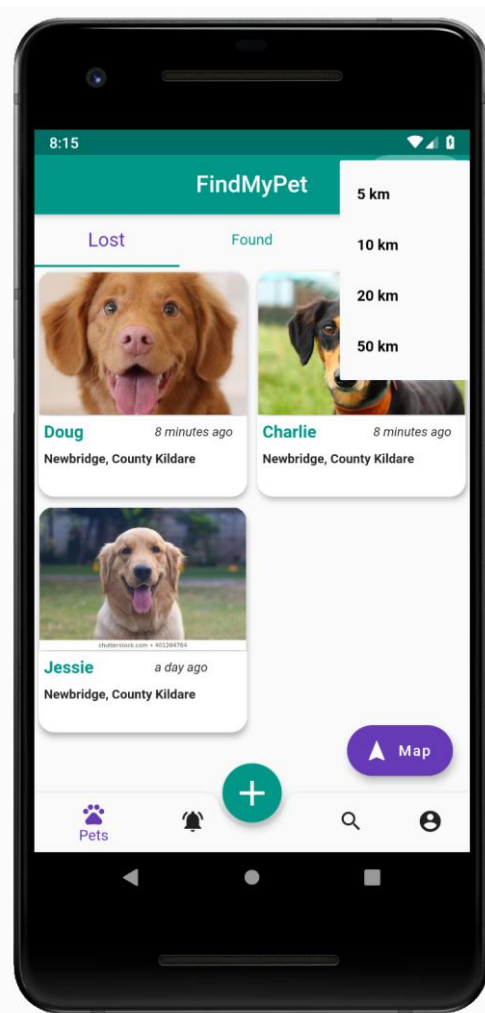 8:15
FindMyPet
5 km
10 km
20 km
50 km
Lost
Found
Doug
8 minutes ago
Newbridge, County Kildare
Charlie
8 minutes ago
Newbridge, County Kildare
shutterstock.com • 401284764
Jessie
a day ago
Newbridge, County Kildare
Map
Pets